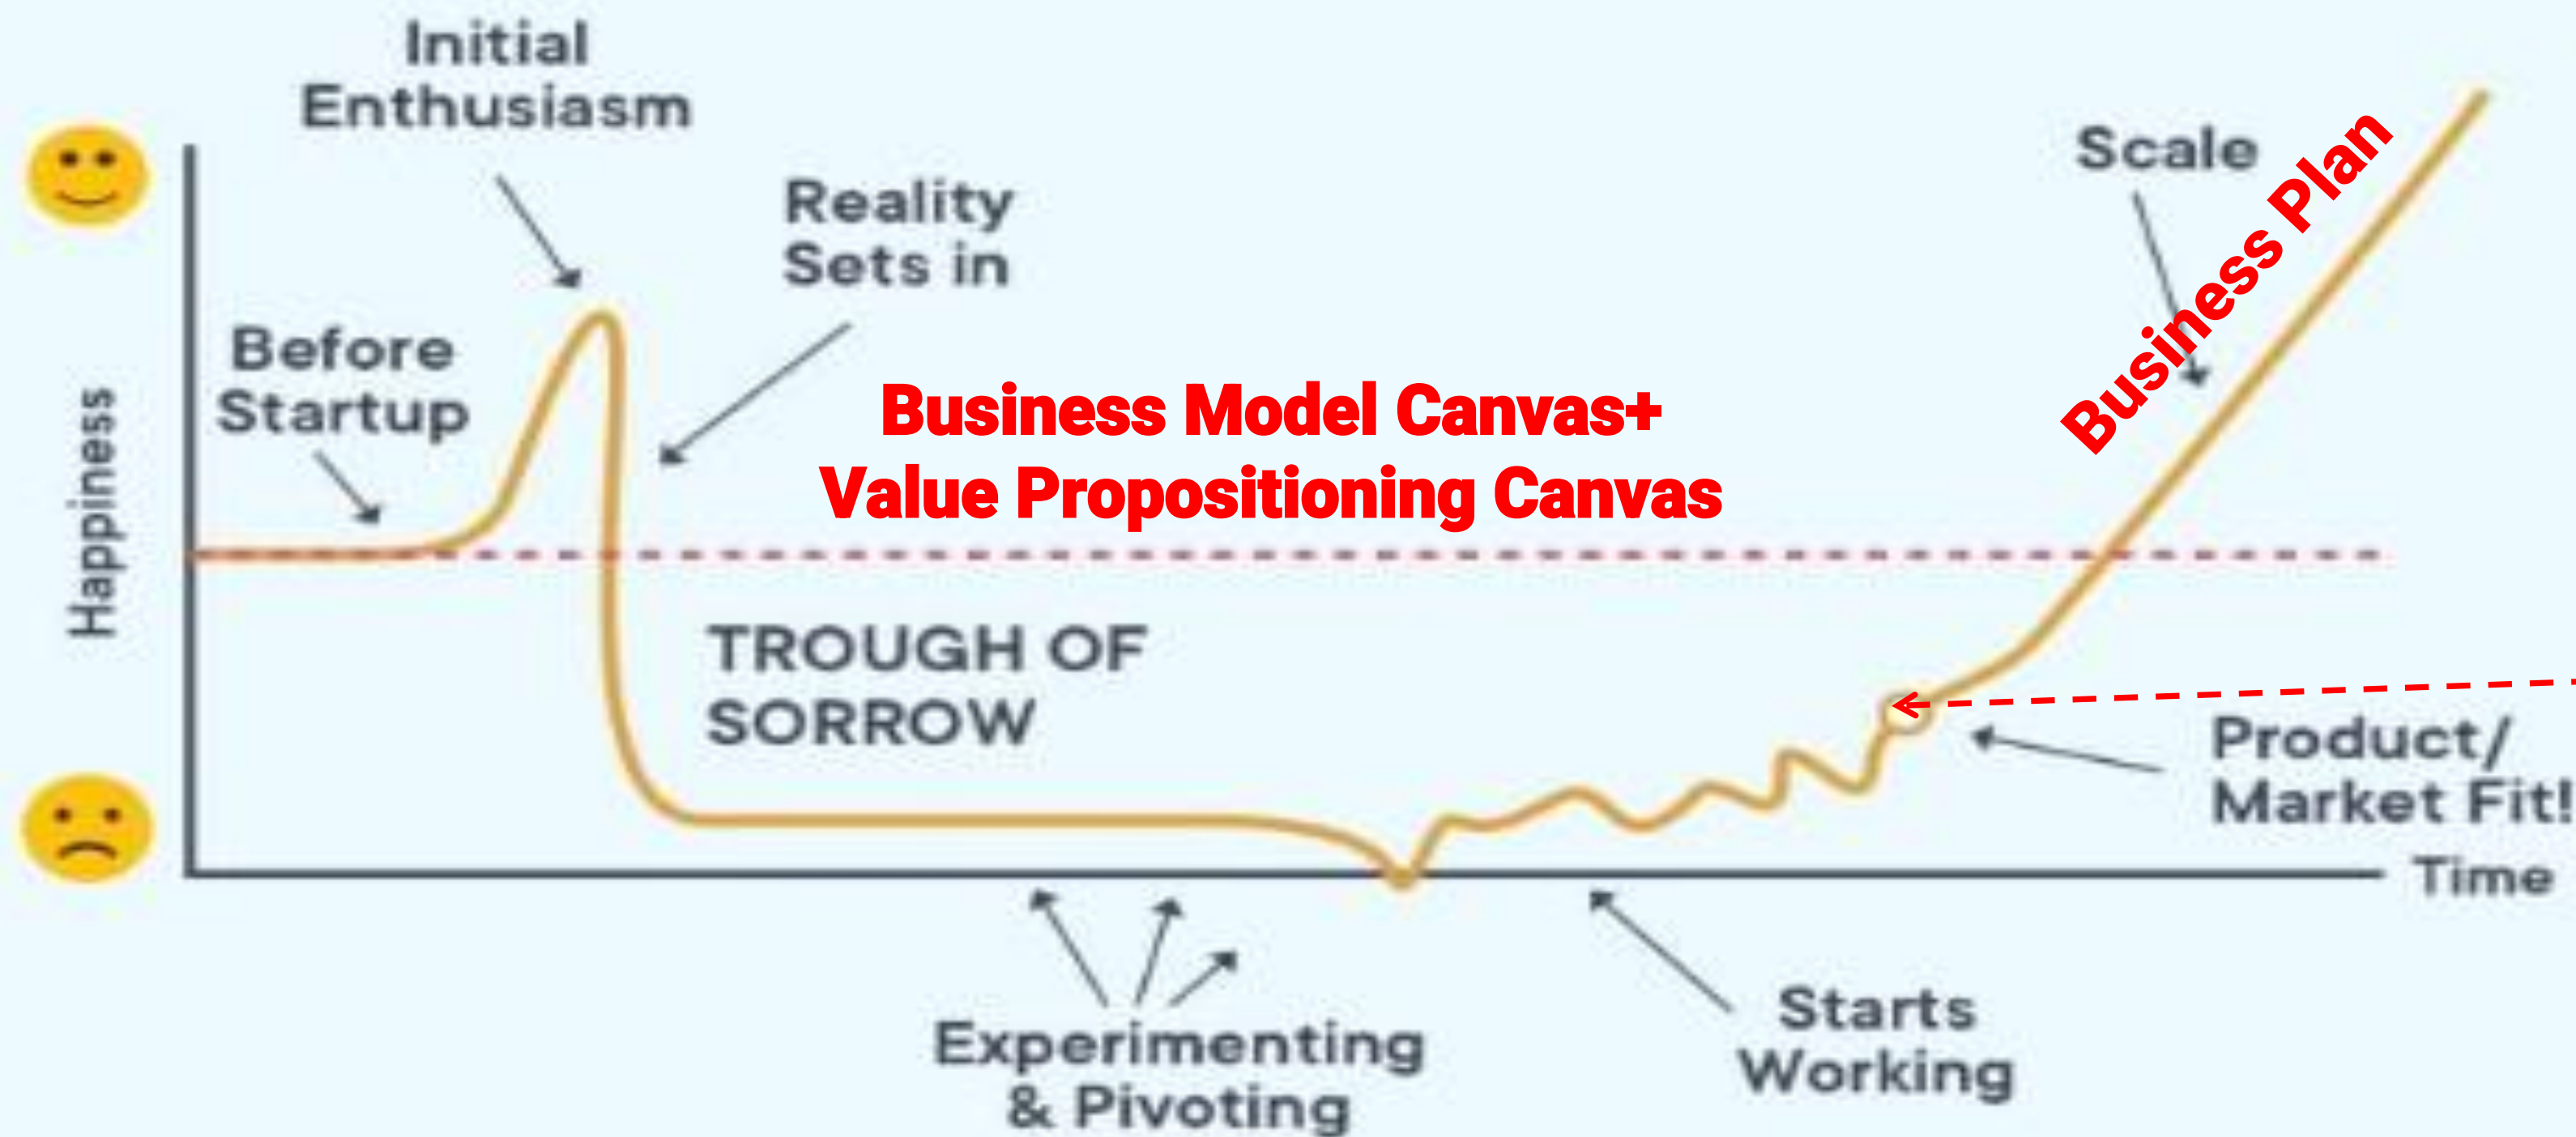 Initial
Enthusiasm
Reality
Sets in
Scale
Business Plan
Before
Startup
Happiness
Business Model Canvas+
Value Propositioning Canvas
TROUGH OF
SORROW
Product/
Market Fit!
Time
Experimenting
& Pivoting
Starts
Working